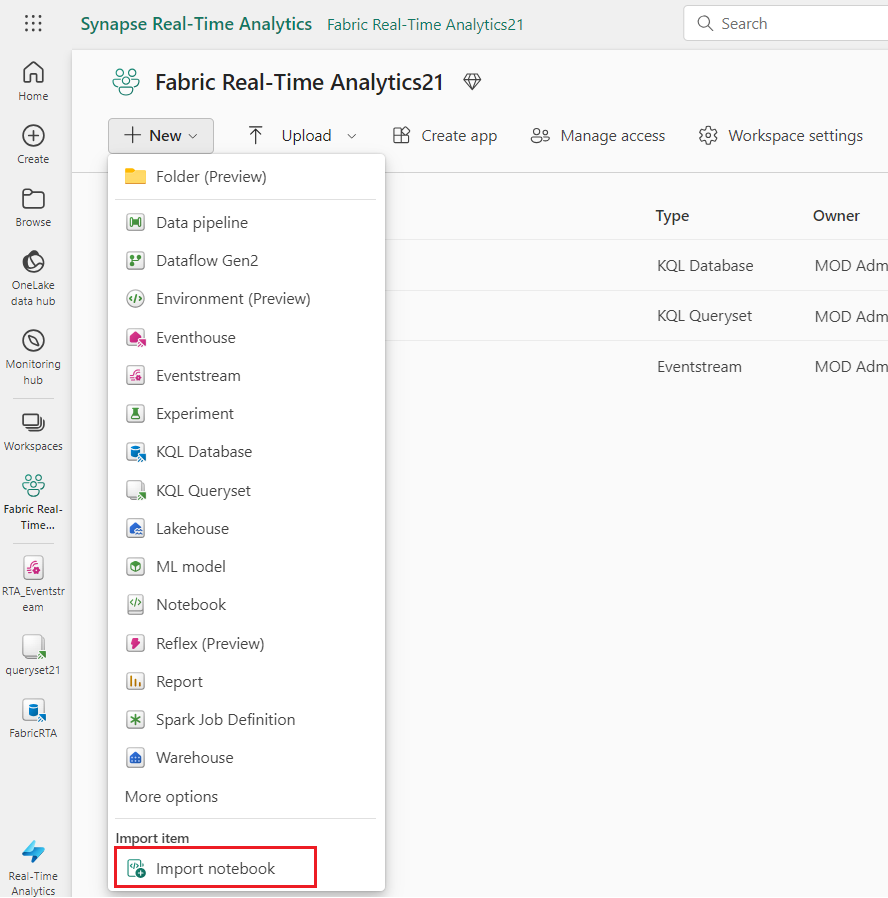 Synapse Real-Time Analytics Fabric Real-Time Analytics21
Search
Home
Create
Browse
OneLake
data hub
Monitoring
hub
Workspaces
Fabric Real-
Time...
RTA_Eventstr
eam
queryset21
FabricRTA
Real-Time
Analytics
Fabric Real-Time Analytics21
New Upload Create app Manage access Workspace settings
Folder (Preview)
Data pipeline
Dataflow Gen2
Environment (Preview)
Eventhouse
Eventstream
Experiment
KQL Database
KQL Queryset
Lakehouse
ML model
Notebook
Reflex (Preview)
Report
Spark Job Definition
Warehouse
More options
Import item
Import notebook
Type Owner
KQL Database MOD Adm
KQL Queryset MOD Adm
Eventstream MOD Adm